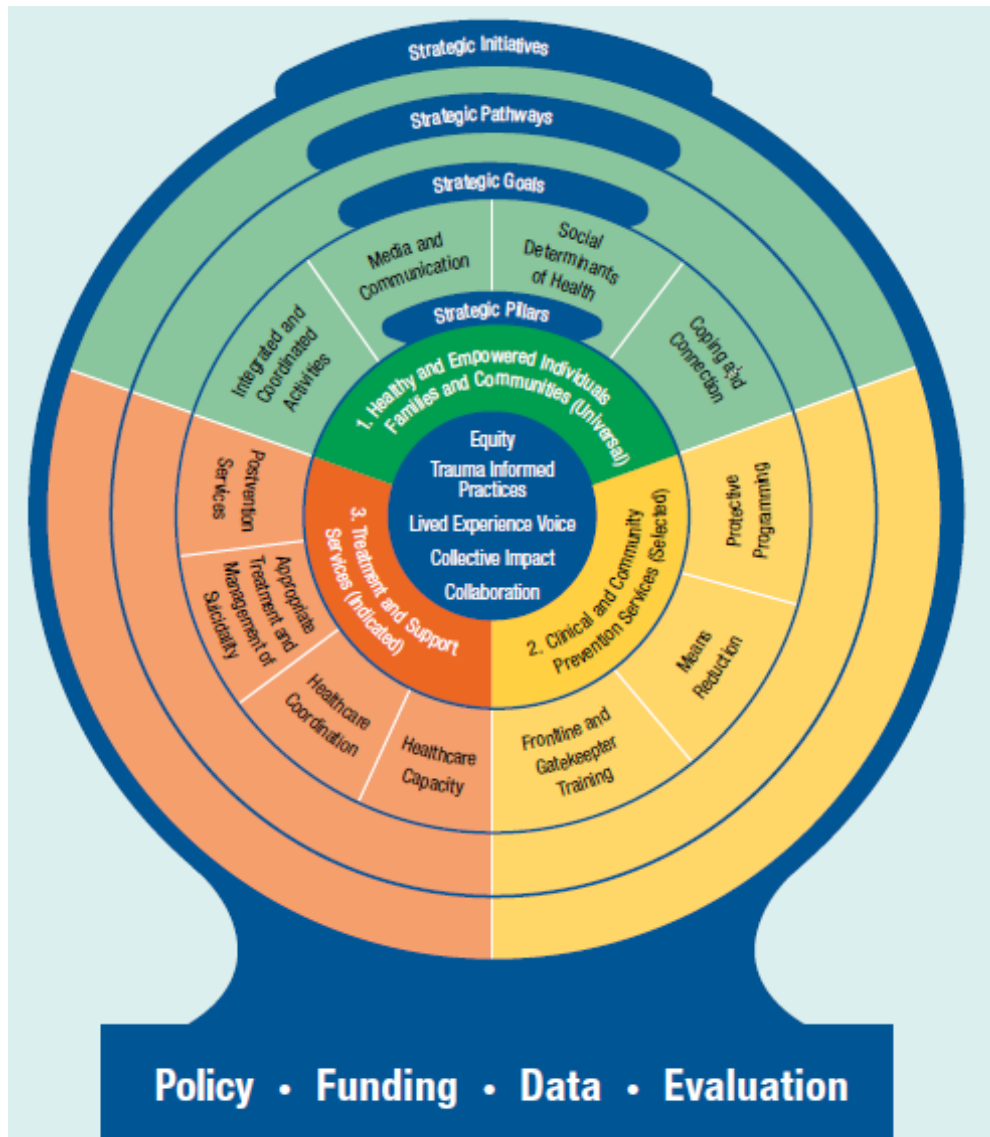 Strategic Initiatives
Strategic Pathways
Strategic Goals
Media and
Communication
Social
Determinants
of Health
Integrated and
Coordinated
Activities
Coping and
Connection
Strategic Pillars
1. Healthy and Empowered Individuals
Families and Communities (Universal)
Equity
Trauma Informed
Practices
Lived Experience Voice
Collective Impact
Collaboration
Postvention
Services
Appropriate
Treatment and
Management of
Suicidality
Healthcare
Coordination
Healthcare
Capacity
3. Treatment and Support
Services (Indicated)
2. Clinical and Community
Prevention Services (Selected)
Protective
Programming
Means
Reduction
Frontline and
Gatekeeper
Training
Policy • Funding • Data • Evaluation